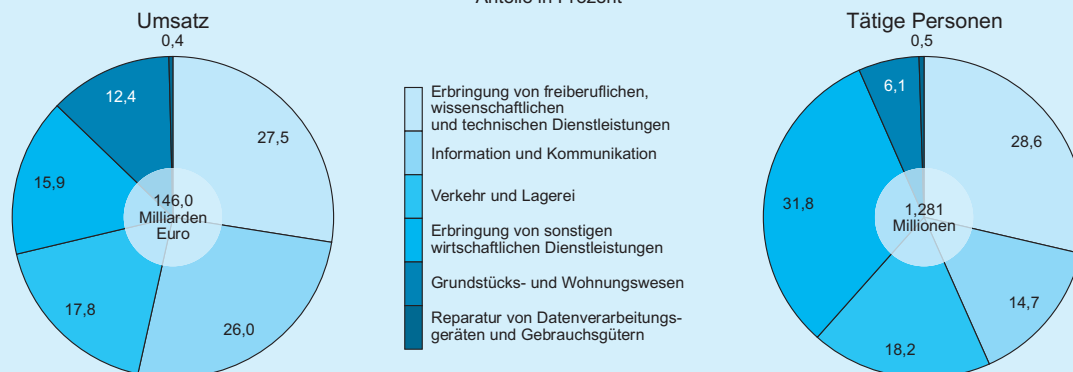 Anteile in Prozent
Umsatz
0,4
12,4
27,5
15,9
146,0
Milliarden
Euro
17,8
26,0
Erbringung von freiberuflichen,
wissenschaftlichen
und technischen Dienstleistungen
Information und Kommunikation
Verkehr und Lagerei
Erbringung von sonstigen
wirtschaftlichen Dienstleistungen
Grundstücks- und Wohnungswesen
Reparatur von Datenverarbeitungs-
geräten und Gebrauchsgütern
Tätige Personen
0,5
6,1
28,6
31,8
1,281
Millionen
14,7
18,2